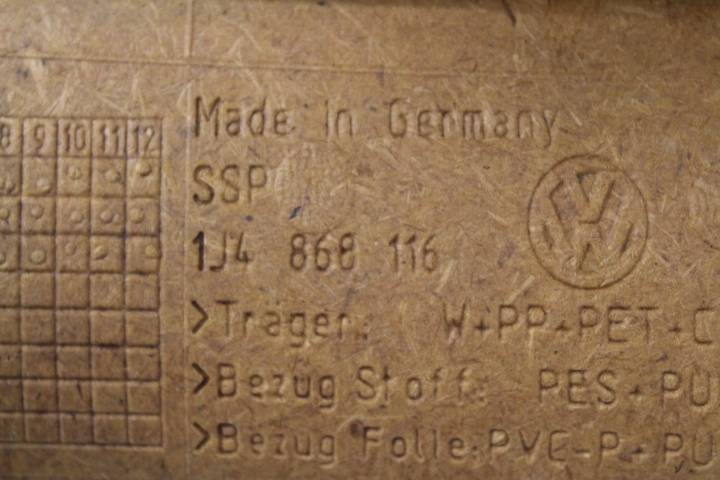 8 9 10 11 12
Made in Germany
SSP
1J4 868 116
>Träger: W+PP+PET+C
>Bezug Stoff: PES+PU
>Bezug Folie:PVC-P+PU